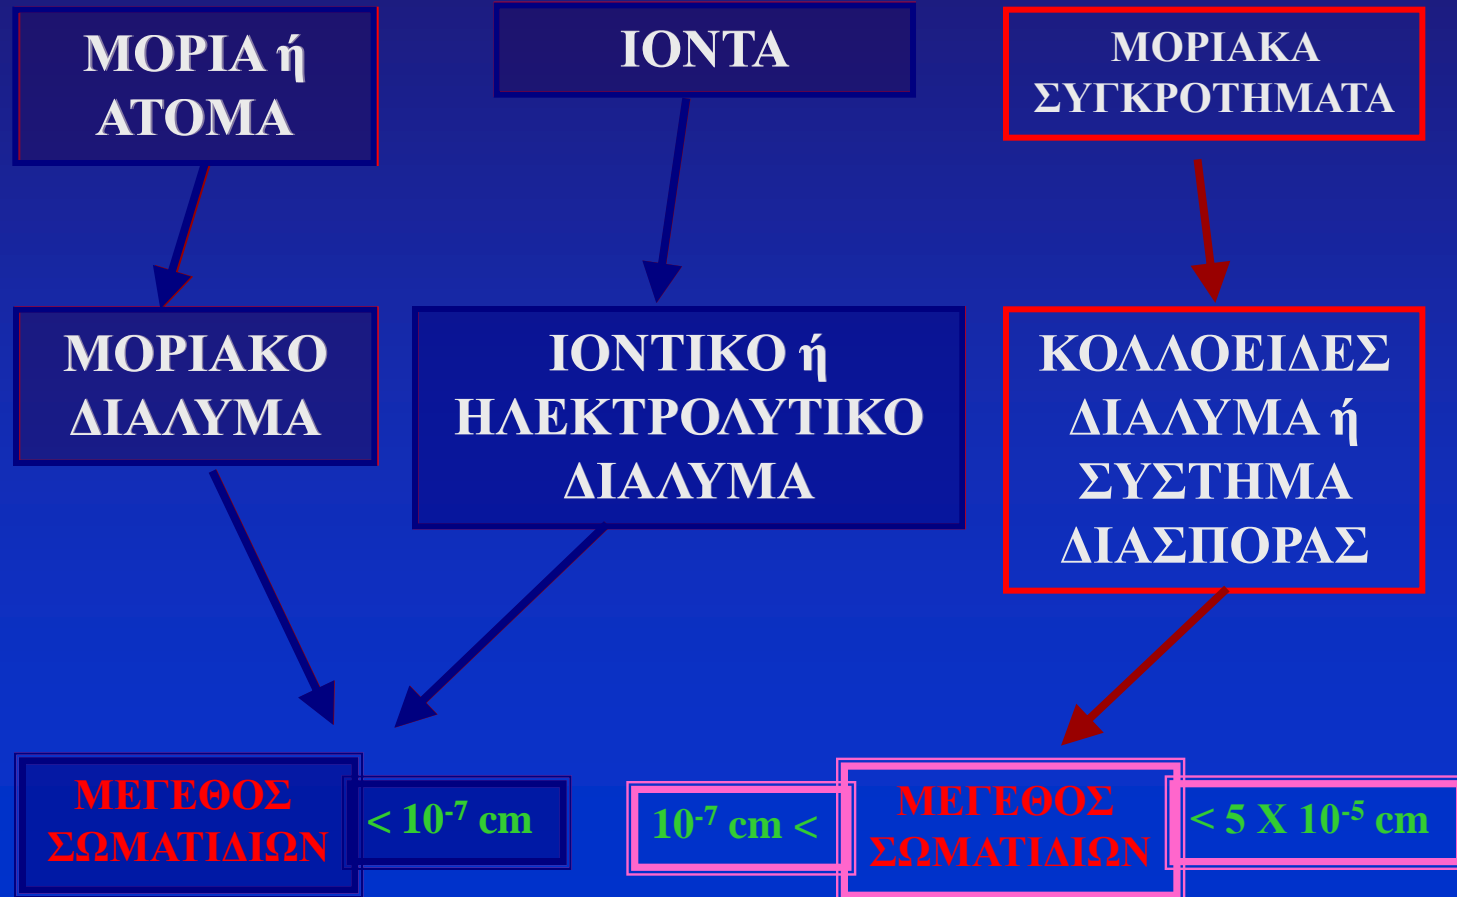 ΜΟΡΙΑ ή
ΑΤΟΜΑ
ΙΟΝΤΑ
ΜΟΡΙΑΚΑ
ΣΥΓΚΡΟΤΗΜΑΤΑ
ΜΟΡΙΑΚΟ
ΔΙΑΛΥΜΑ
ΙΟΝΤΙΚΟ ή
ΗΛΕΚΤΡΟΛΥΤΙΚΟ
ΔΙΑΛΥΜΑ
ΚΟΛΛΟΕΙΔΕΣ
ΔΙΑΛΥΜΑ ή
ΣΥΣΤΗΜΑ
ΔΙΑΣΠΟΡΑΣ
ΜΕΓΕΘΟΣ
ΣΩΜΑΤΙΔΙΩΝ
< 10⁻⁷ cm
10⁻⁷ cm <
ΜΕΓΕΘΟΣ
ΣΩΜΑΤΙΔΙΩΝ
< 5 Χ 10⁻⁵ cm